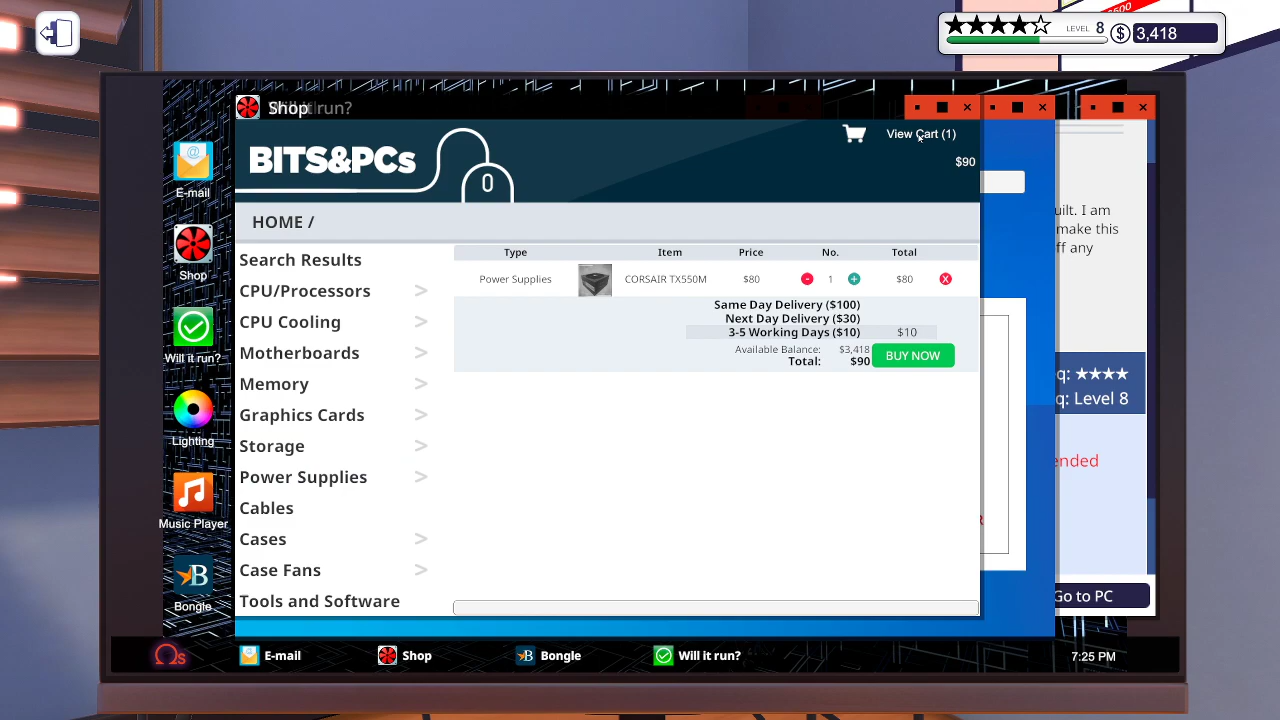 $600
LEVEL 8 $ 3,418
Shop
Will it run?
View Cart (1)
$90
BITS&PCs
HOME /
Search Results
CPU/Processors >
CPU Cooling >
Motherboards >
Memory >
Graphics Cards >
Storage >
Power Supplies >
Cables
Cases >
Case Fans >
Tools and Software
Type Item Price No. Total
Power Supplies CORSAIR TX550M $80 - 1 + $80 X
Same Day Delivery ($100)
Next Day Delivery ($30)
3-5 Working Days ($10) $10
Available Balance: $3,418
Total: $90 BUY NOW
uilt. I am
make this
ff any
q: ★★★★
q: Level 8
ended
R
Go to PC
E-mail
Shop
Will it run?
Lighting
Music Player
B
Bongle
Ωs E-mail Shop Bongle Will it run? 7:25 PM